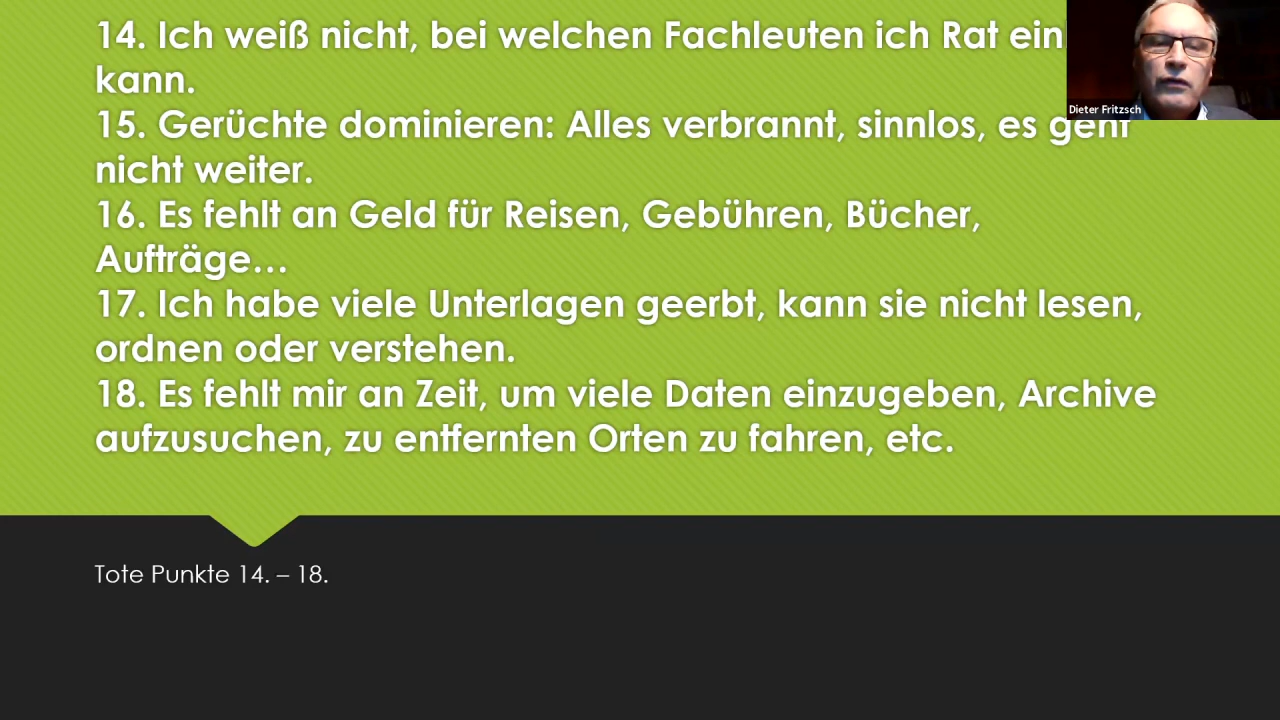 14. Ich weiß nicht, bei welchen Fachleuten ich Rat
kann.
Dieter Fritzsch
15. Gerüchte dominieren: Alles verbrannt, sinnlos, es geht
nicht weiter.
16. Es fehlt an Geld für Reisen, Gebühren, Bücher,
Aufträge…
17. Ich habe viele Unterlagen geerbt, kann sie nicht lesen,
ordnen oder verstehen.
18. Es fehlt mir an Zeit, um viele Daten einzugeben, Archive
aufzusuchen, zu entfernten Orten zu fahren, etc.
Tote Punkte 14. – 18.